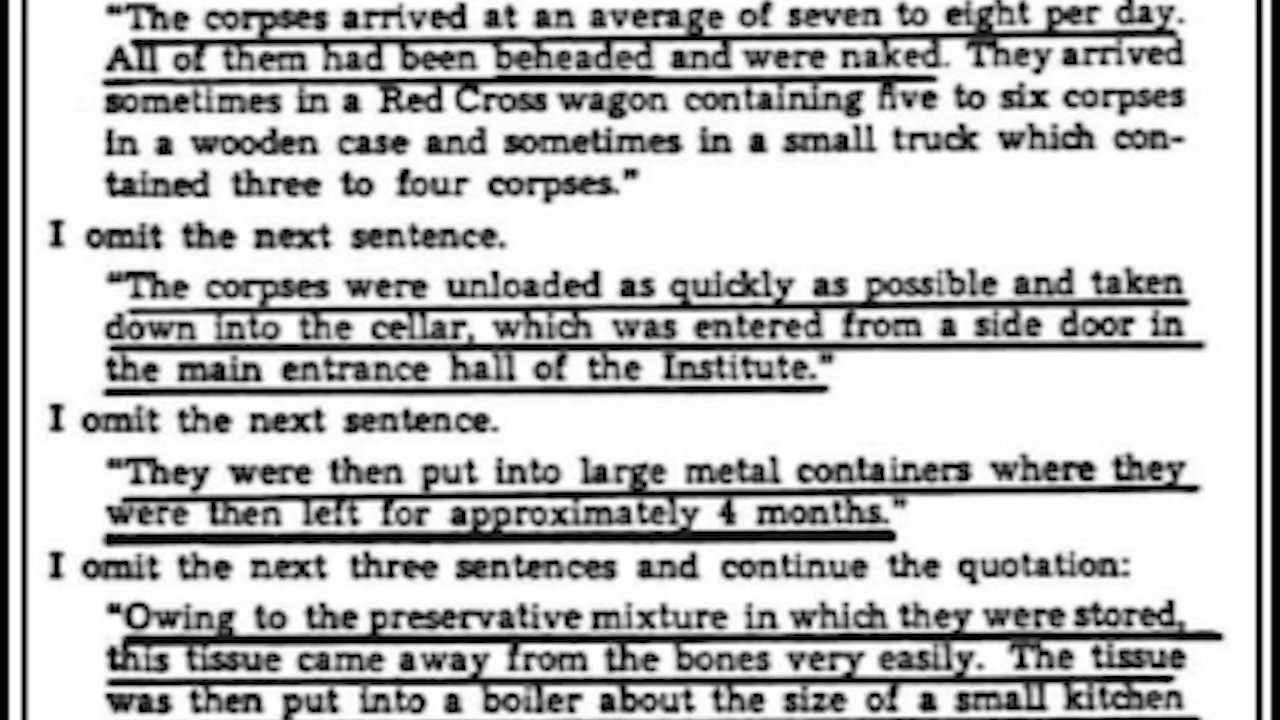 “The corpses arrived at an average of seven to eight per day.
All of them had been beheaded and were naked. They arrived
sometimes in a Red Cross wagon containing five to six corpses
in a wooden case and sometimes in a small truck which con-
tained three to four corpses.”
I omit the next sentence.
“The corpses were unloaded as quickly as possible and taken
down into the cellar, which was entered from a side door in
the main entrance hall of the Institute.”
I omit the next sentence.
“They were then put into large metal containers where they
were then left for approximately 4 months.”
I omit the next three sentences and continue the quotation:
“Owing to the preservative mixture in which they were stored,
this tissue came away from the bones very easily. The tissue
was then put into a boiler about the size of a small kitchen